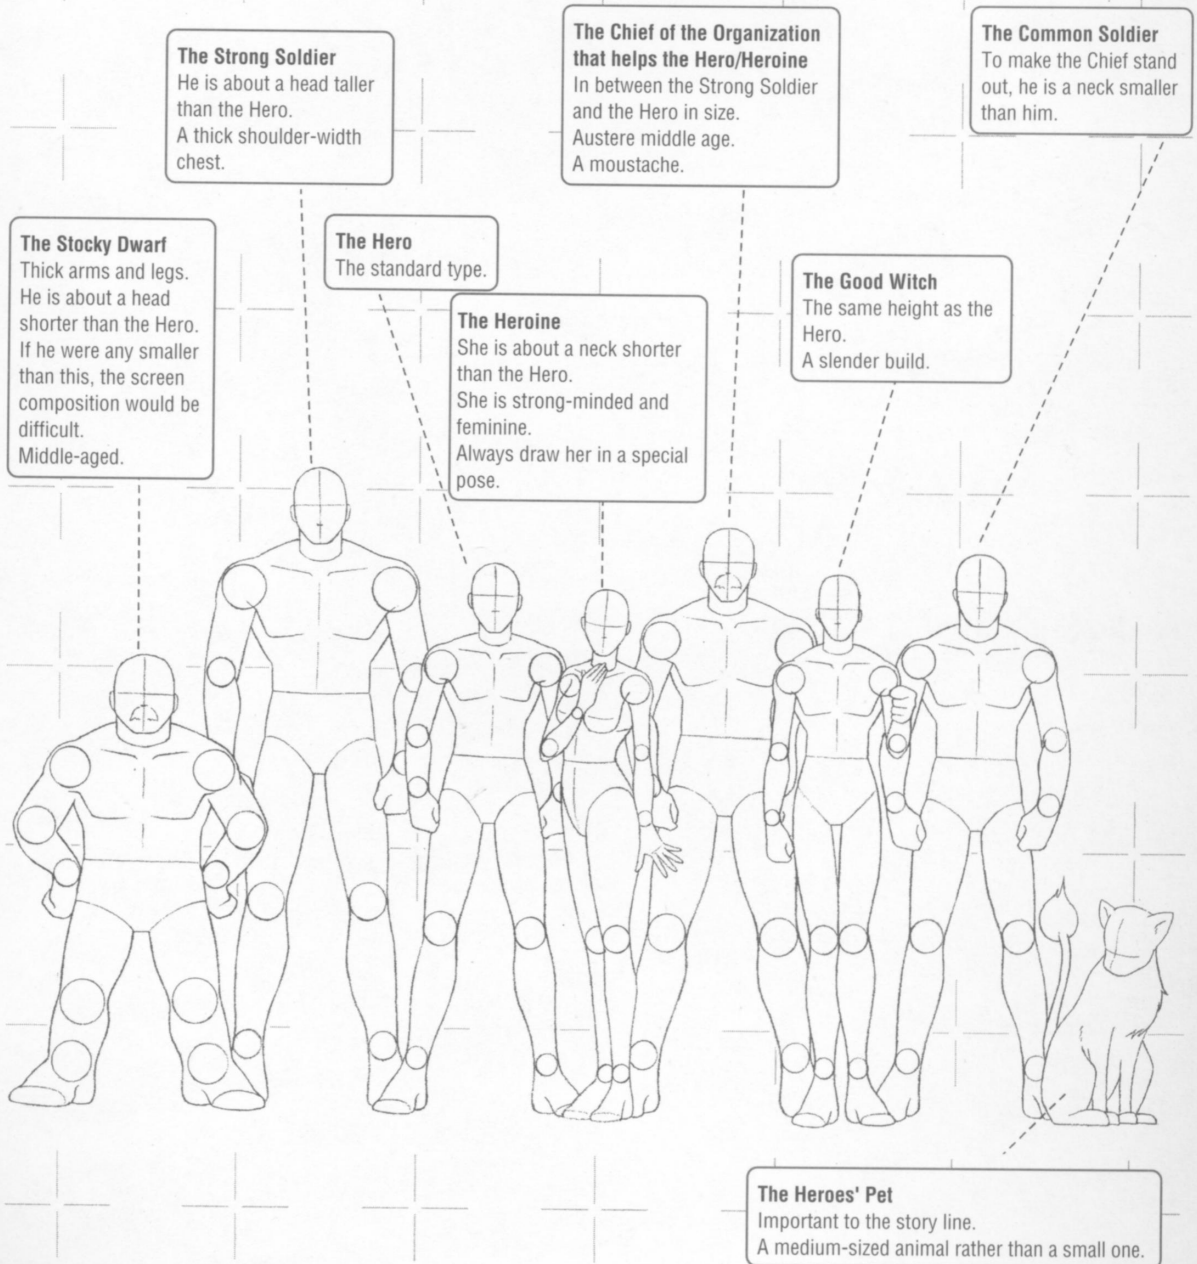 The Strong Soldier
He is about a head taller
than the Hero.
A thick shoulder-width
chest.
The Chief of the Organization
that helps the Hero/Heroine
In between the Strong Soldier
and the Hero in size.
Austere middle age.
A moustache.
The Common Soldier
To make the Chief stand
out, he is a neck smaller
than him.
The Stocky Dwarf
Thick arms and legs.
He is about a head
shorter than the Hero.
If he were any smaller
than this, the screen
composition would be
difficult.
Middle-aged.
The Hero
The standard type.
The Heroine
She is about a neck shorter
than the Hero.
She is strong-minded and
feminine.
Always draw her in a special
pose.
The Good Witch
The same height as the
Hero.
A slender build.
The Heroes' Pet
Important to the story line.
A medium-sized animal rather than a small one.